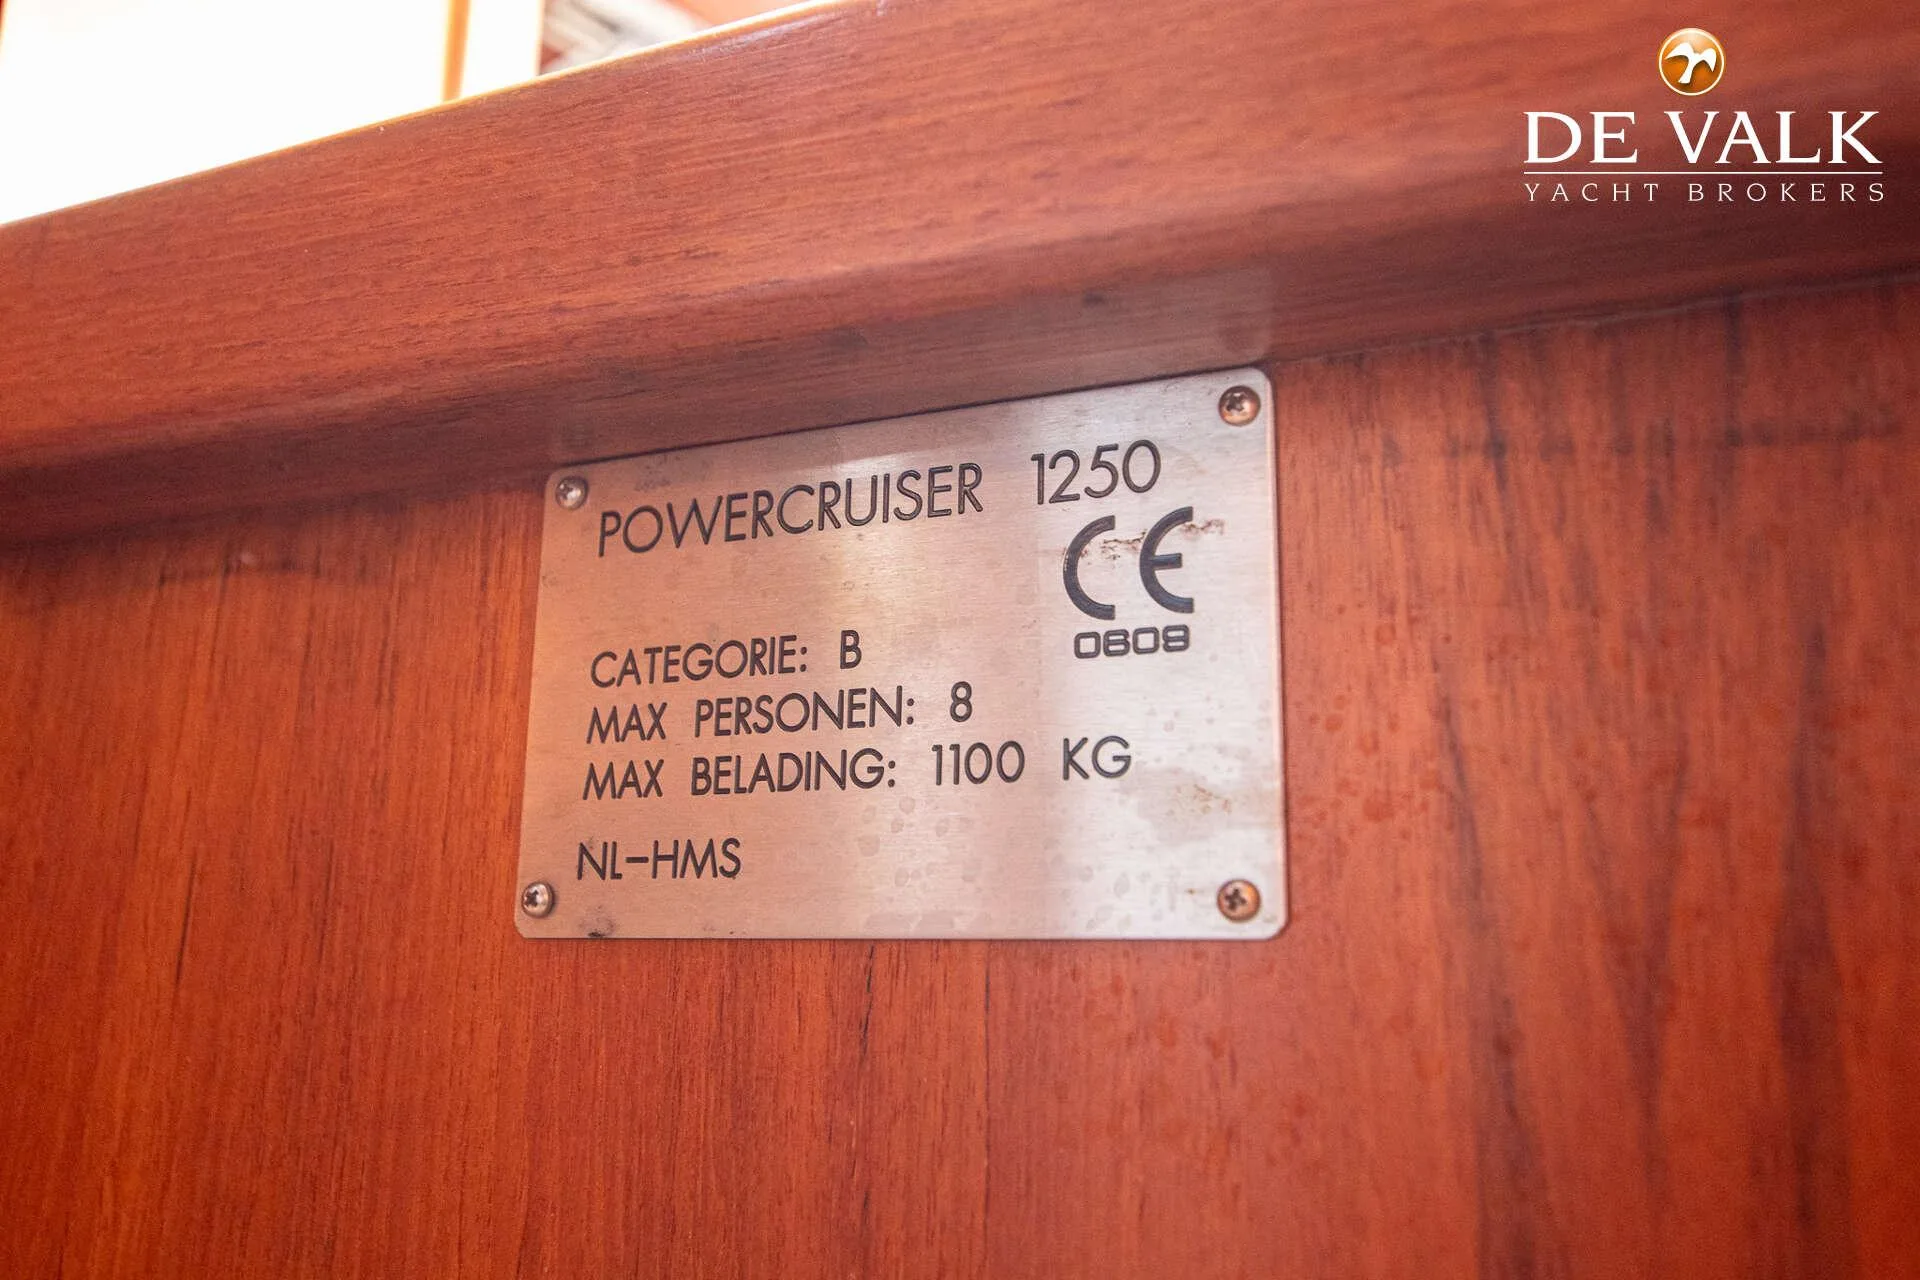 DE VALK
YACHT BROKERS
POWERCRUISER 1250
CE
0609
CATEGORIE: B
MAX PERSONEN: 8
MAX BELADING: 1100 KG
NL-HMS